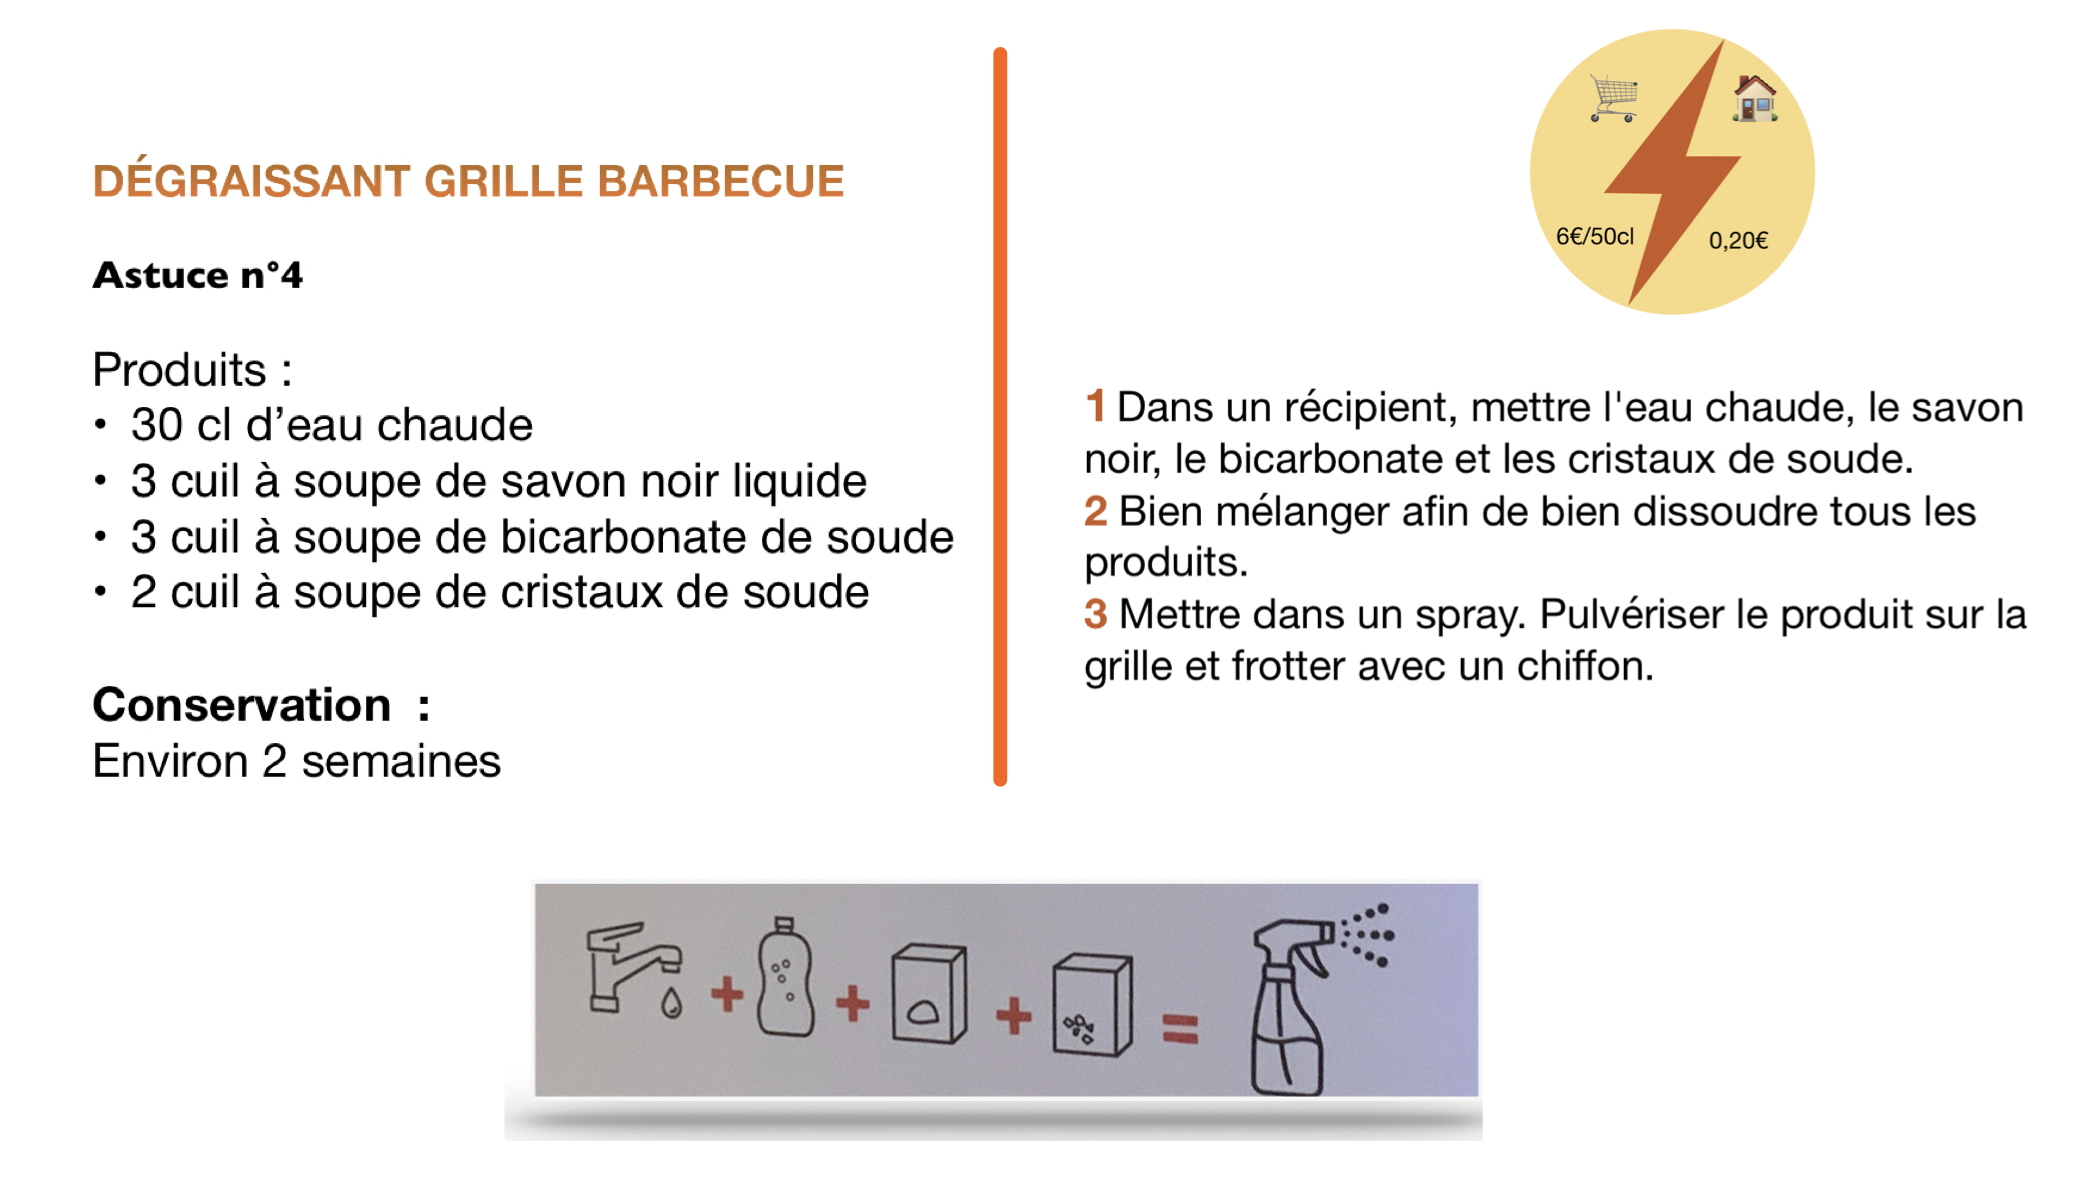 DÉGRAISSANT GRILLE BARBECUE
Astuce n°4
Produits :
• 30 cl d’eau chaude
• 3 cuil à soupe de savon noir liquide
• 3 cuil à soupe de bicarbonate de soude
• 2 cuil à soupe de cristaux de soude
Conservation :
Environ 2 semaines
6€/50cl
0,20€
1 Dans un récipient, mettre l'eau chaude, le savon
noir, le bicarbonate et les cristaux de soude.
2 Bien mélanger afin de bien dissoudre tous les
produits.
3 Mettre dans un spray. Pulvériser le produit sur la
grille et frotter avec un chiffon.